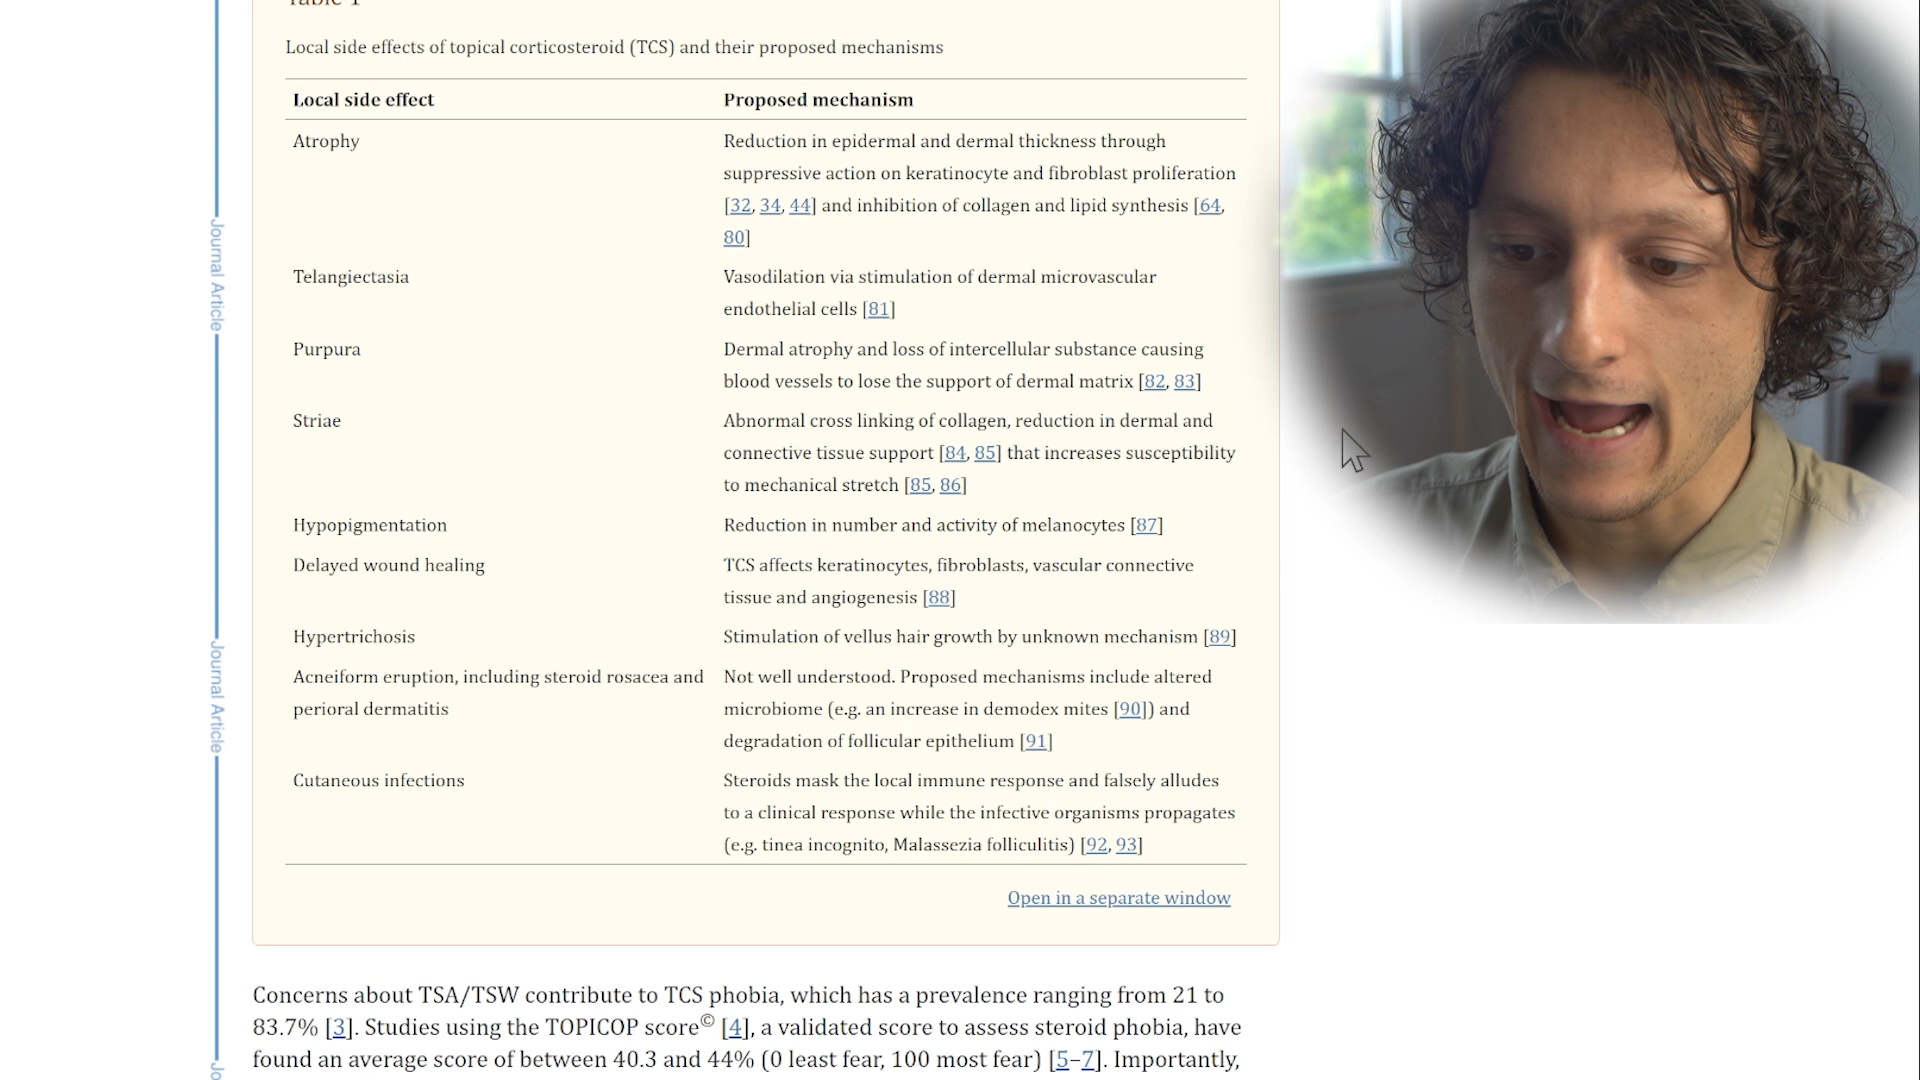 Table 1
Local side effects of topical corticosteroid (TCS) and their proposed mechanisms
Local side effect
Proposed mechanism
Atrophy
Reduction in epidermal and dermal thickness through
suppressive action on keratinocyte and fibroblast proliferation
[32, 34, 44] and inhibition of collagen and lipid synthesis [64,
80]
Telangiectasia
Vasodilation via stimulation of dermal microvascular
endothelial cells [81]
Purpura
Dermal atrophy and loss of intercellular substance causing
blood vessels to lose the support of dermal matrix [82, 83]
Striae
Abnormal cross linking of collagen, reduction in dermal and
connective tissue support [84, 85] that increases susceptibility
to mechanical stretch [85, 86]
Hypopigmentation
Reduction in number and activity of melanocytes [87]
Delayed wound healing
TCS affects keratinocytes, fibroblasts, vascular connective
tissue and angiogenesis [88]
Hypertrichosis
Stimulation of vellus hair growth by unknown mechanism [89]
Acneiform eruption, including steroid rosacea and
perioral dermatitis
Not well understood. Proposed mechanisms include altered
microbiome (e.g. an increase in demodex mites [90]) and
degradation of follicular epithelium [91]
Cutaneous infections
Steroids mask the local immune response and falsely alludes
to a clinical response while the infective organisms propagates
(e.g. tinea incognito, Malassezia folliculitis) [92, 93]
Open in a separate window
Concerns about TSA/TSW contribute to TCS phobia, which has a prevalence ranging from 21 to
83.7% [3]. Studies using the TOPICOP score© [4], a validated score to assess steroid phobia, have
found an average score of between 40.3 and 44% (0 least fear, 100 most fear) [5–7]. Importantly,
Journal Article
Journal Article